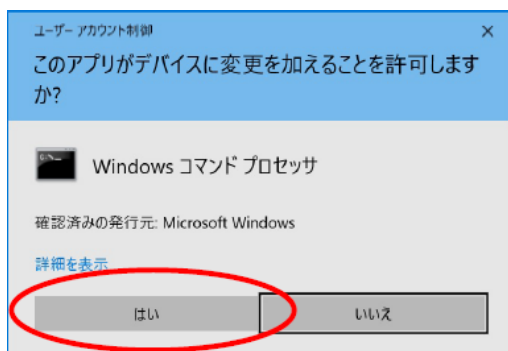 ユーザー アカウント制御
このアプリがデバイスに変更を加えることを許可します
か?
Windows コマンド プロセッサ
確認済みの発行元: Microsoft Windows
詳細を表示
はい
いいえ